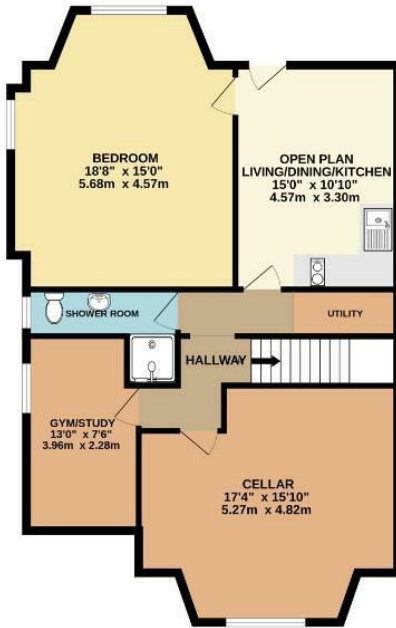 BEDROOM
18'8" x 15'0"
5.68m x 4.57m
OPEN PLAN
LIVING/DINING/KITCHEN
15'0" x 10'10"
4.57m x 3.30m
SHOWER ROOM
UTILITY
HALLWAY
GYM/STUDY
13'0" x 7'6"
3.96m x 2.28m
CELLAR
17'4" x 15'10"
5.27m x 4.82m